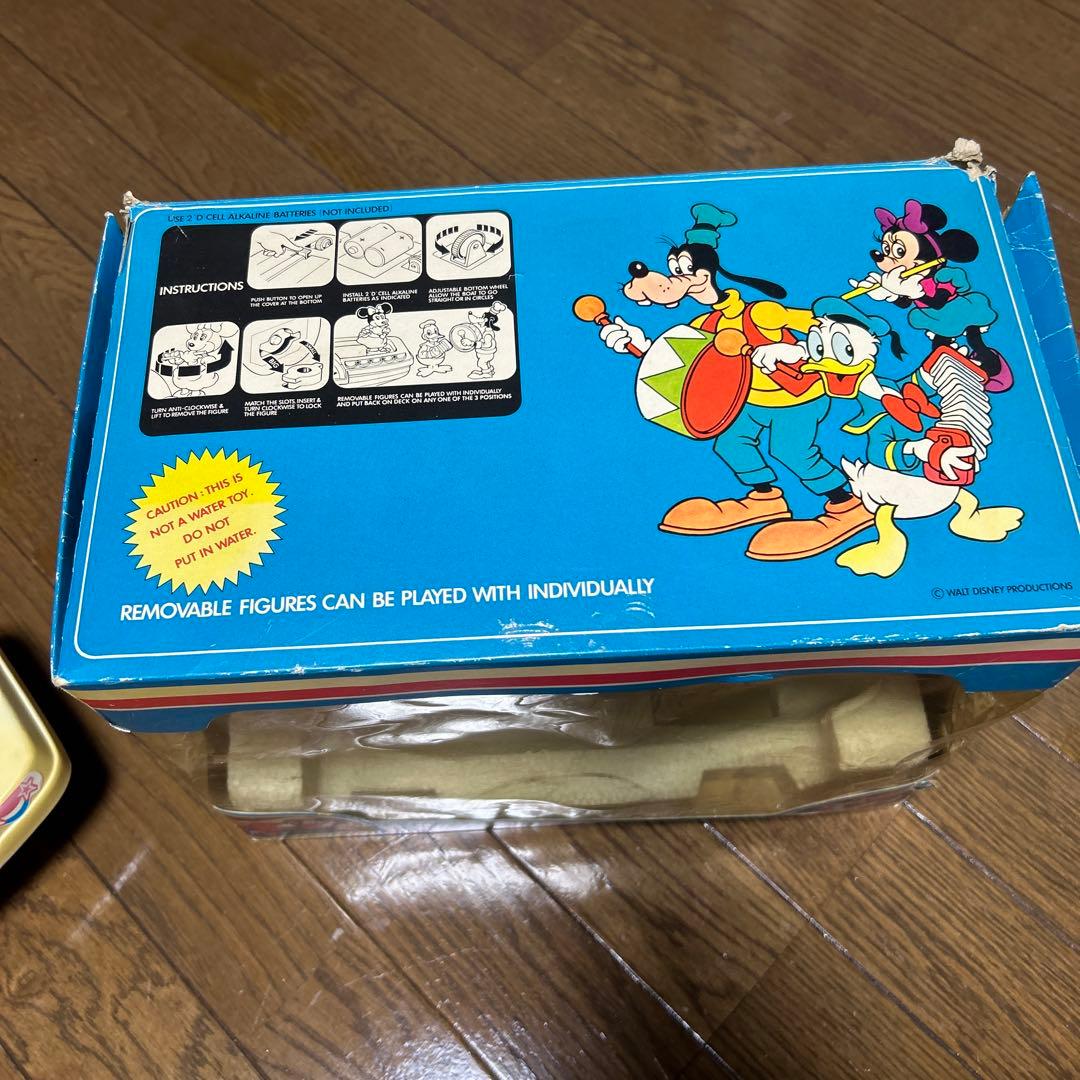 USE 2 'D' CELL ALKALINE BATTERIES (NOT INCLUDED)
INSTRUCTIONS
PUSH BUTTON TO OPEN UP
THE COVER AT THE BOTTOM
INSTALL 2 'D' CELL ALKALINE
BATTERIES AS INDICATED
ADJUSTABLE BOTTOM WHEEL
ALLOW THE BOAT TO GO
STRAIGHT OR IN CIRCLES
TURN ANTI-CLOCKWISE &
LIFT TO REMOVE THE FIGURE
MATCH THE SLOTS, INSERT &
TURN CLOCKWISE TO LOCK
THE FIGURE
REMOVABLE FIGURES CAN BE PLAYED WITH INDIVIDUALLY
AND PUT BACK ON DECK ON ANY ONE OF THE 3 POSITIONS
CAUTION : THIS IS
NOT A WATER TOY.
DO NOT
PUT IN WATER.
REMOVABLE FIGURES CAN BE PLAYED WITH INDIVIDUALLY
© WALT DISNEY PRODUCTIONS